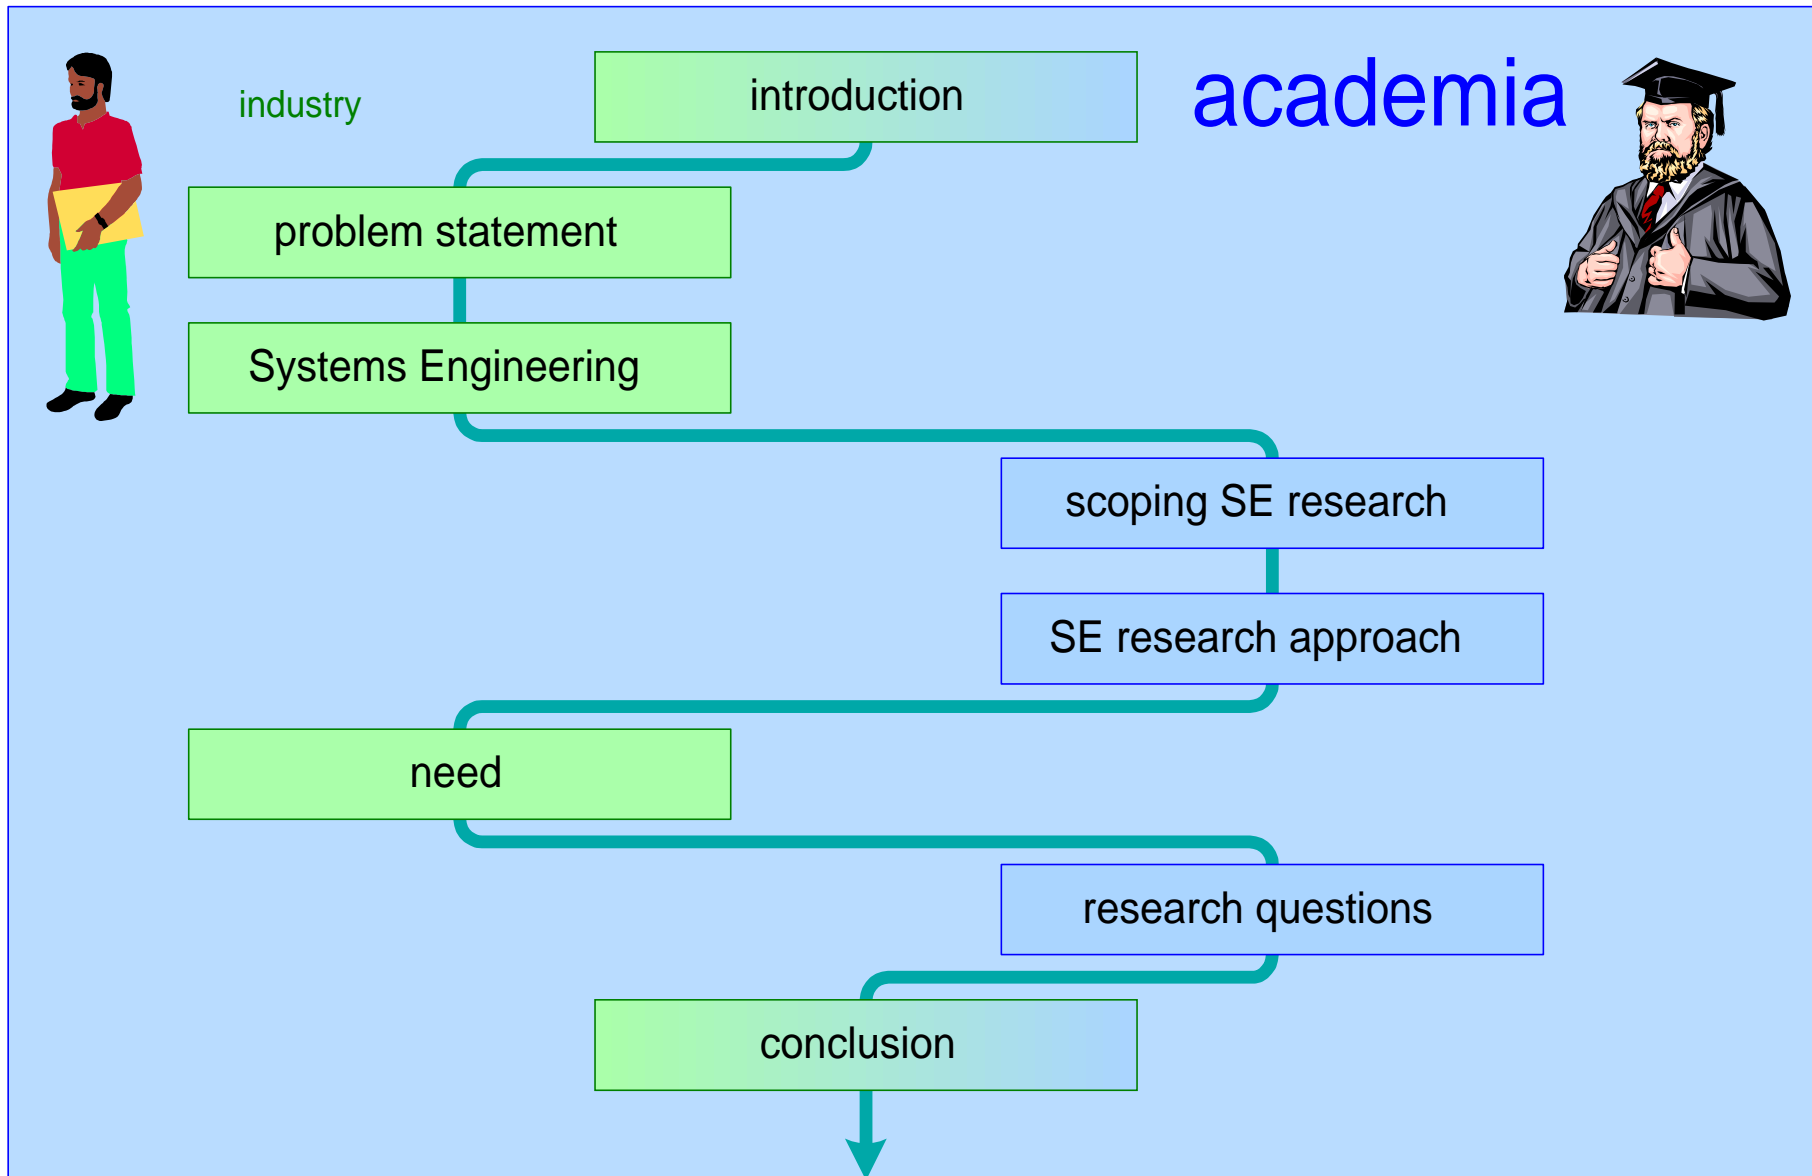 industry
introduction
academia
problem statement
Systems Engineering
scoping SE research
SE research approach
need
research questions
conclusion